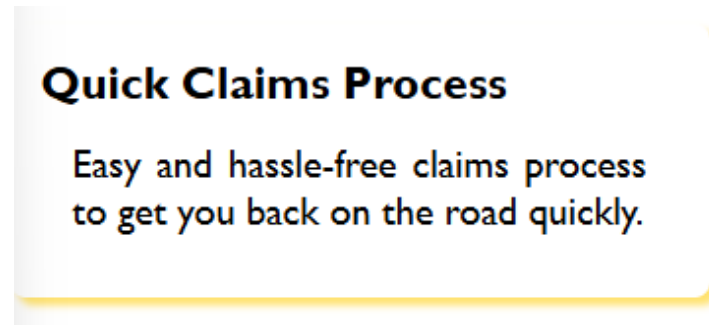 Quick Claims Process
Easy and hassle-free claims process
to get you back on the road quickly.